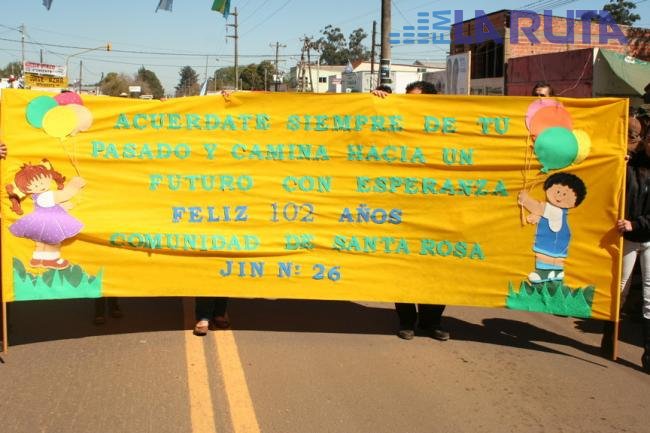 EN LA RUTA
ACUERDATE SIEMPRE DE TU
PASADO Y CAMINA HACIA UN
FUTURO CON ESPERANZA
FELIZ 102 AÑOS
COMUNIDAD DE SANTA ROSA
JIN N: 26